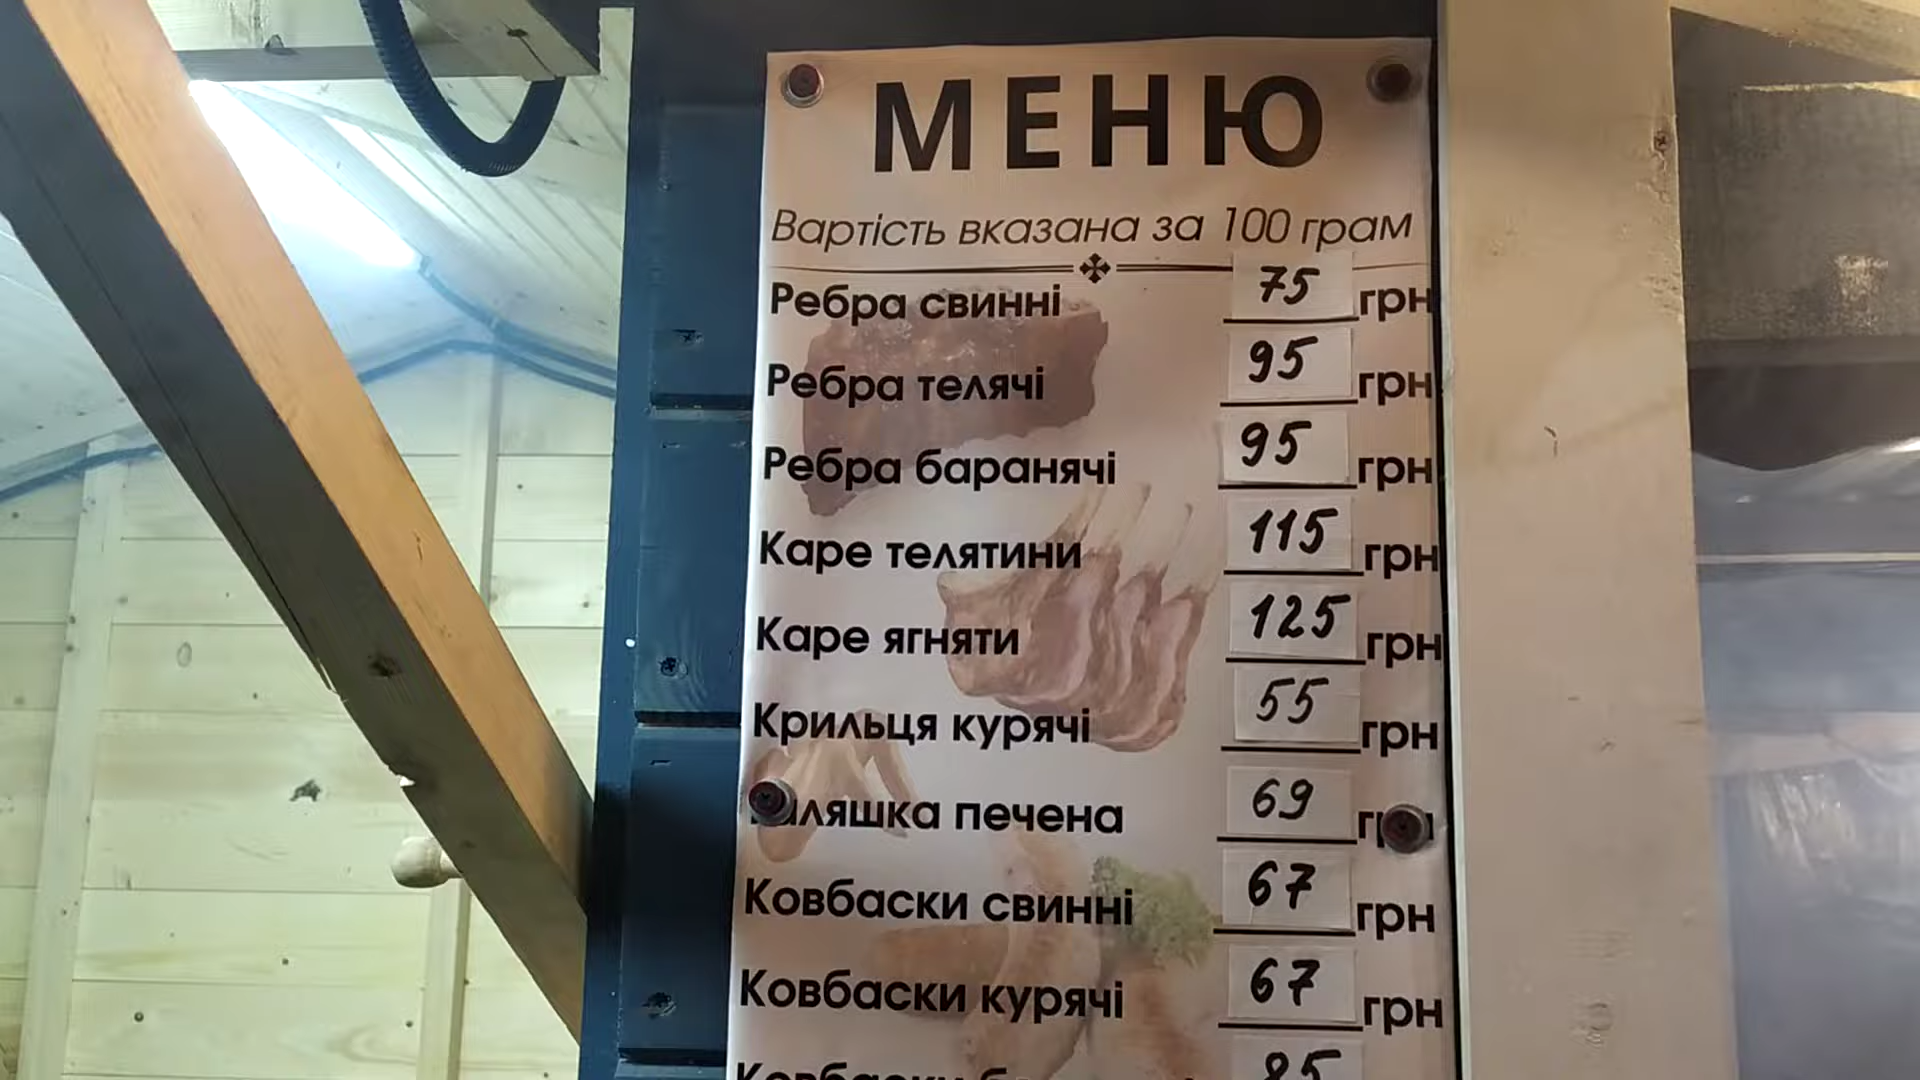 МЕНЮ
Вартість вказана за 100 грам
Ребра свинні 75 грн
Ребра телячі 95 грн
Ребра баранячі 95 грн
Каре телятини 115 грн
Каре ягняти 125 грн
Крильця курячі 55 грн
печена 69
Ковбаски свинні 67 грн
Ковбаски курячі 67 грн
Ковбаски 85